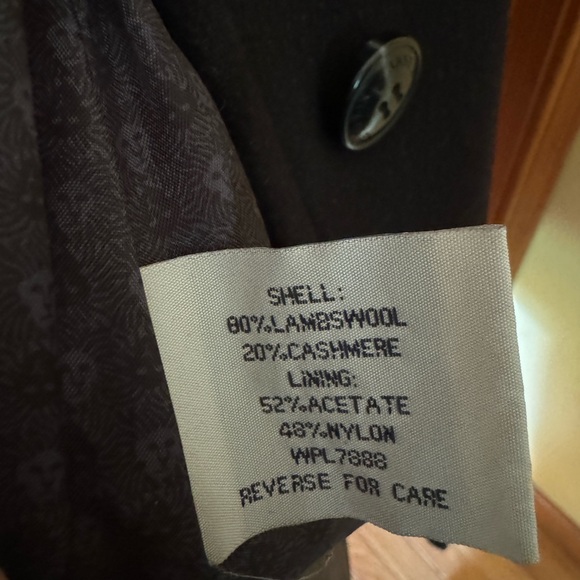 SHELL:
80%LAMBSWOOL
20%CASHMERE
LINING:
52%ACETATE
48%NYLON
WPL7888
REVERSE FOR CARE